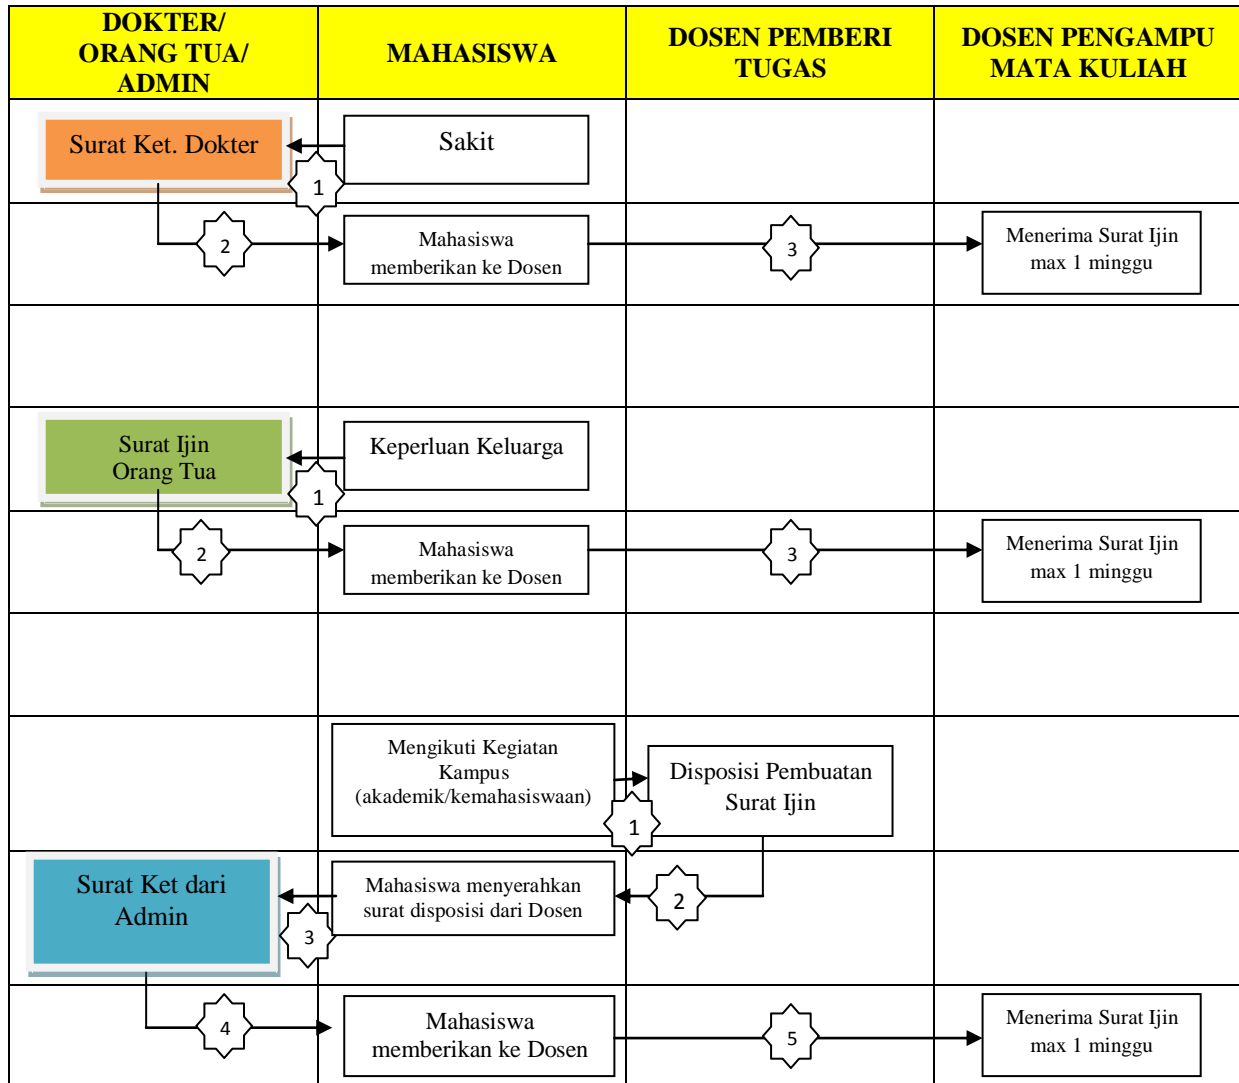 DOKTER/
ORANG TUA/
ADMIN
MAHASISWA
DOSEN PEMBERI
TUGAS
DOSEN PENGAMPU
MATA KULIAH
Surat Ket. Dokter
Sakit
1
2
Mahasiswa
memberikan ke Dosen
3
Menerima Surat Ijin
max 1 minggu
Surat Ijin
Orang Tua
Keperluan Keluarga
1
2
Mahasiswa
memberikan ke Dosen
3
Menerima Surat Ijin
max 1 minggu
Mengikuti Kegiatan
Kampus
(akademik/kemahasiswaan)
1
Disposisi Pembuatan
Surat Ijin
Surat Ket dari
Admin
3
Mahasiswa menyerahkan
surat disposisi dari Dosen
2
4
Mahasiswa
memberikan ke Dosen
5
Menerima Surat Ijin
max 1 minggu